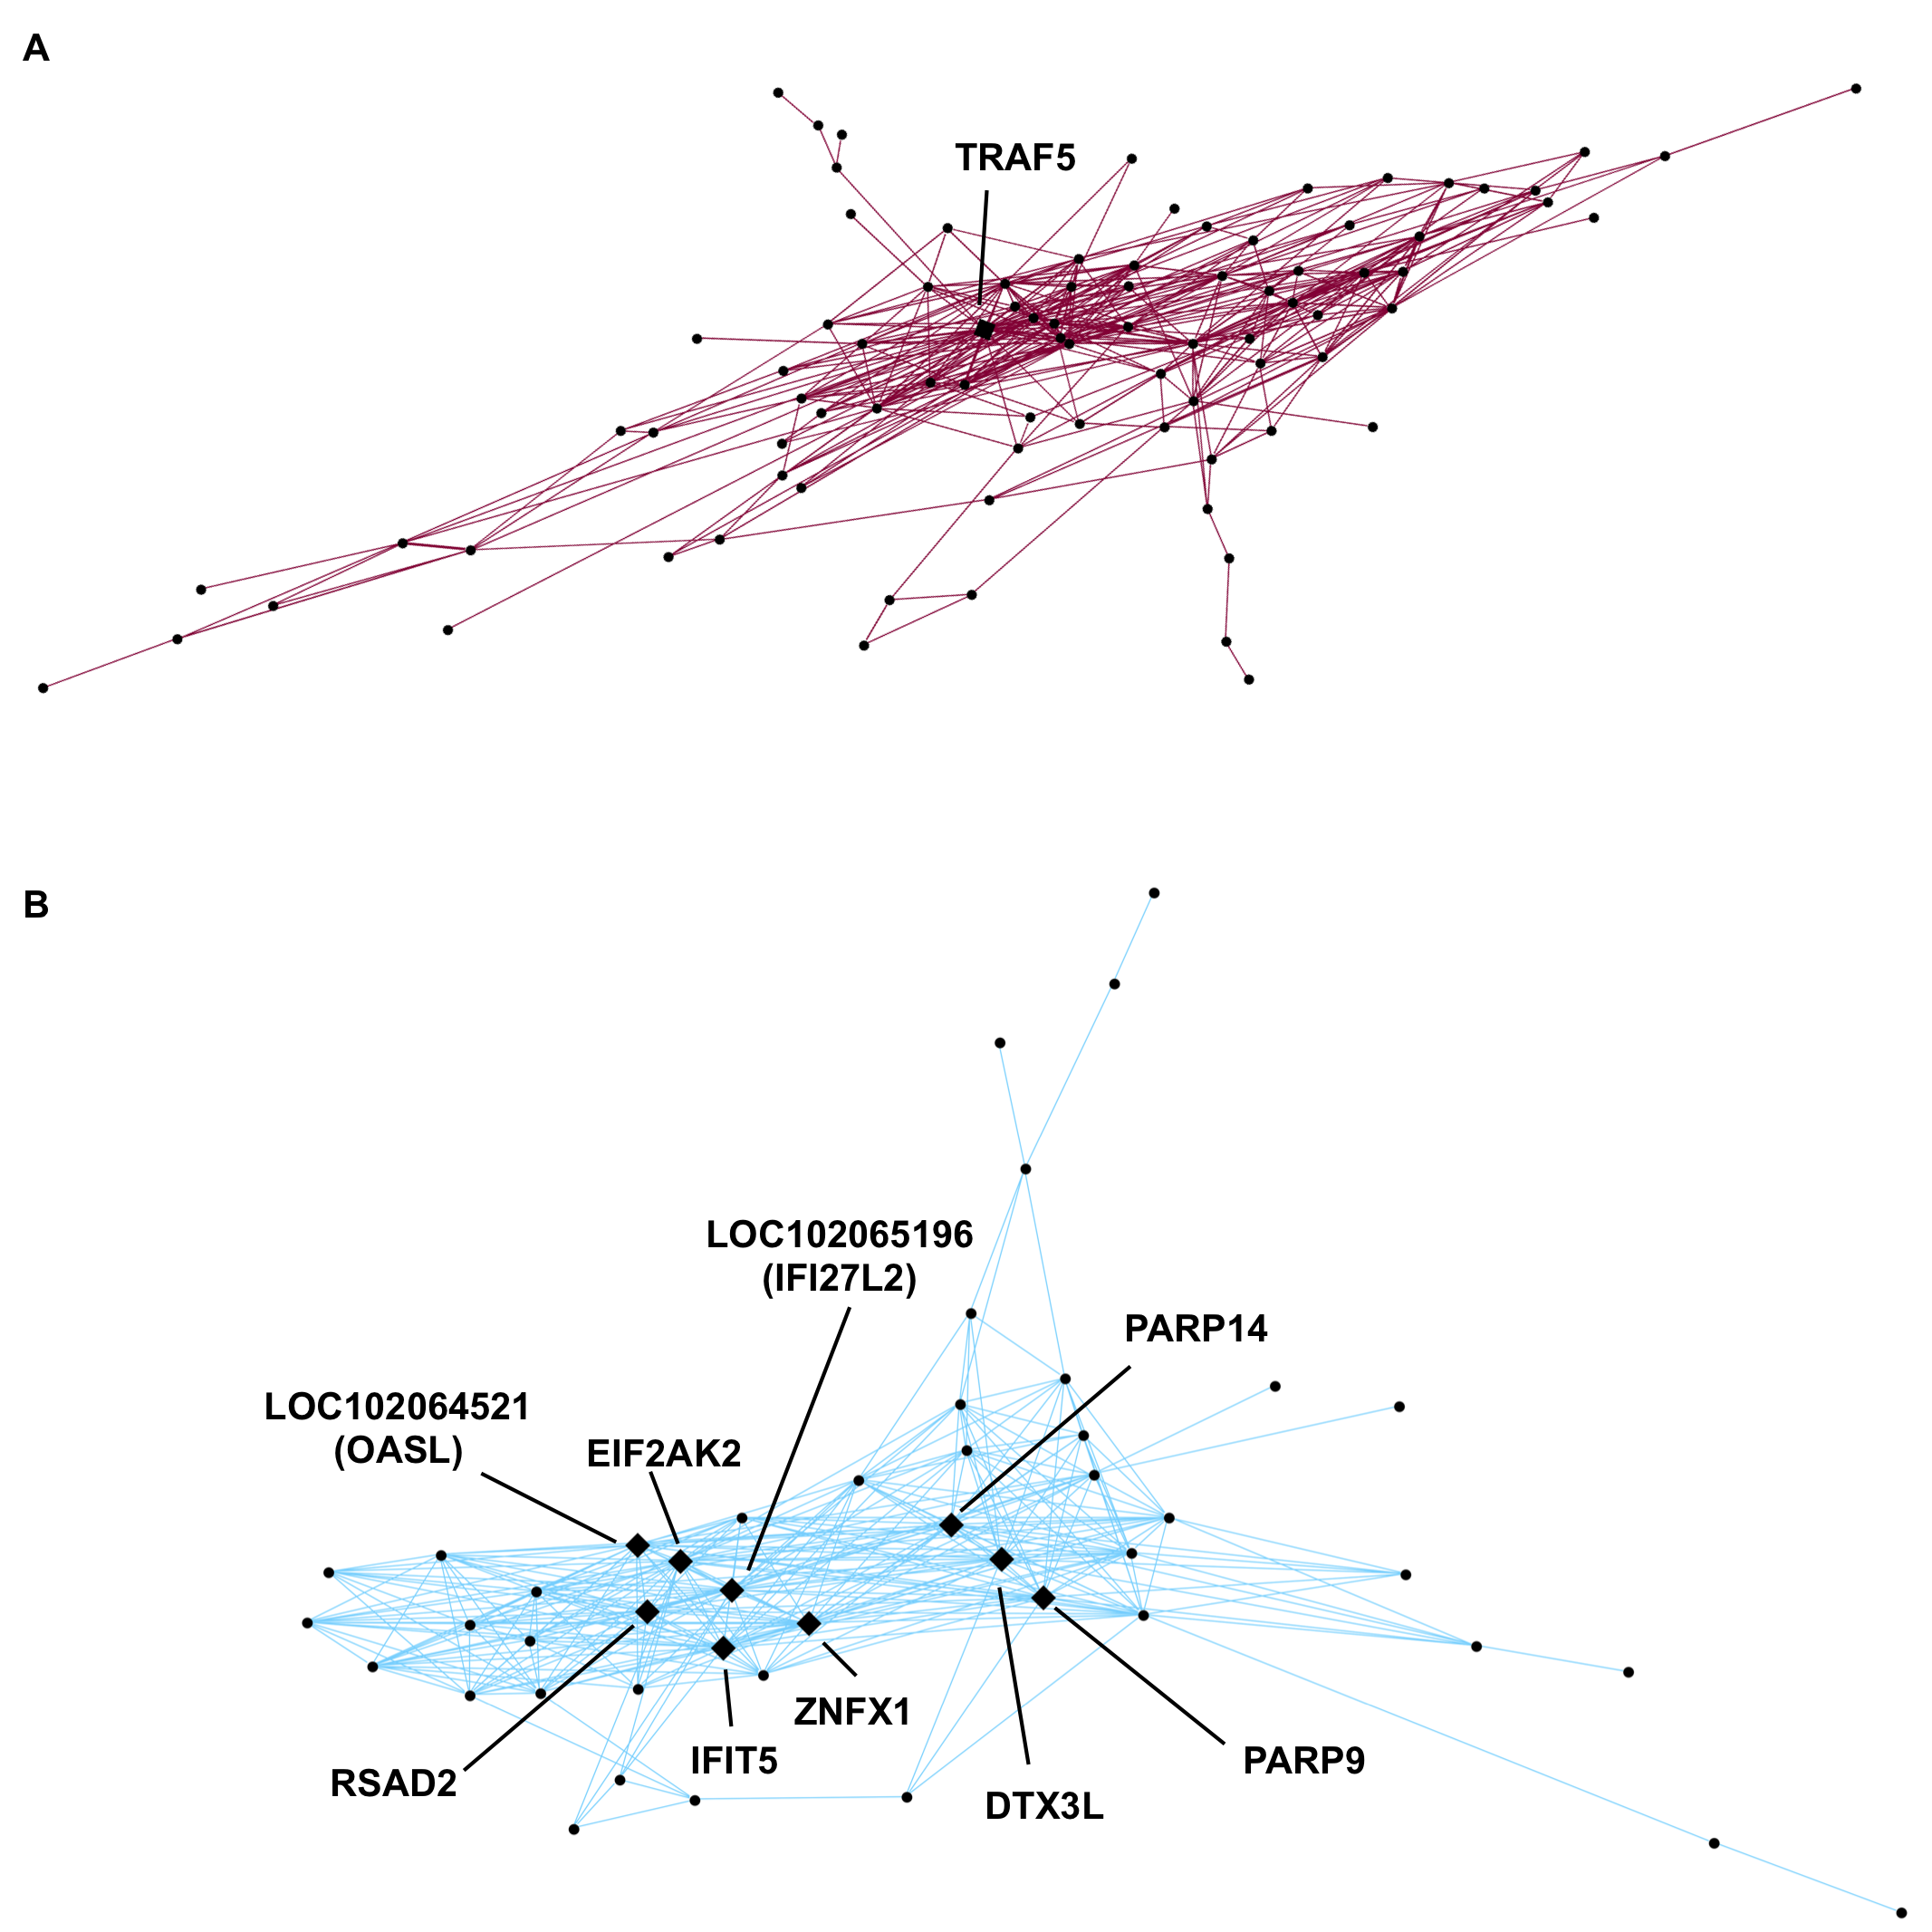 A
TRAF5
B
LOC102065196
(IFI27L2)
PARP14
LOC102064521
(OASL)
EIF2AK2
ZNFX1
IFIT5
PARP9
RSAD2
DTX3L